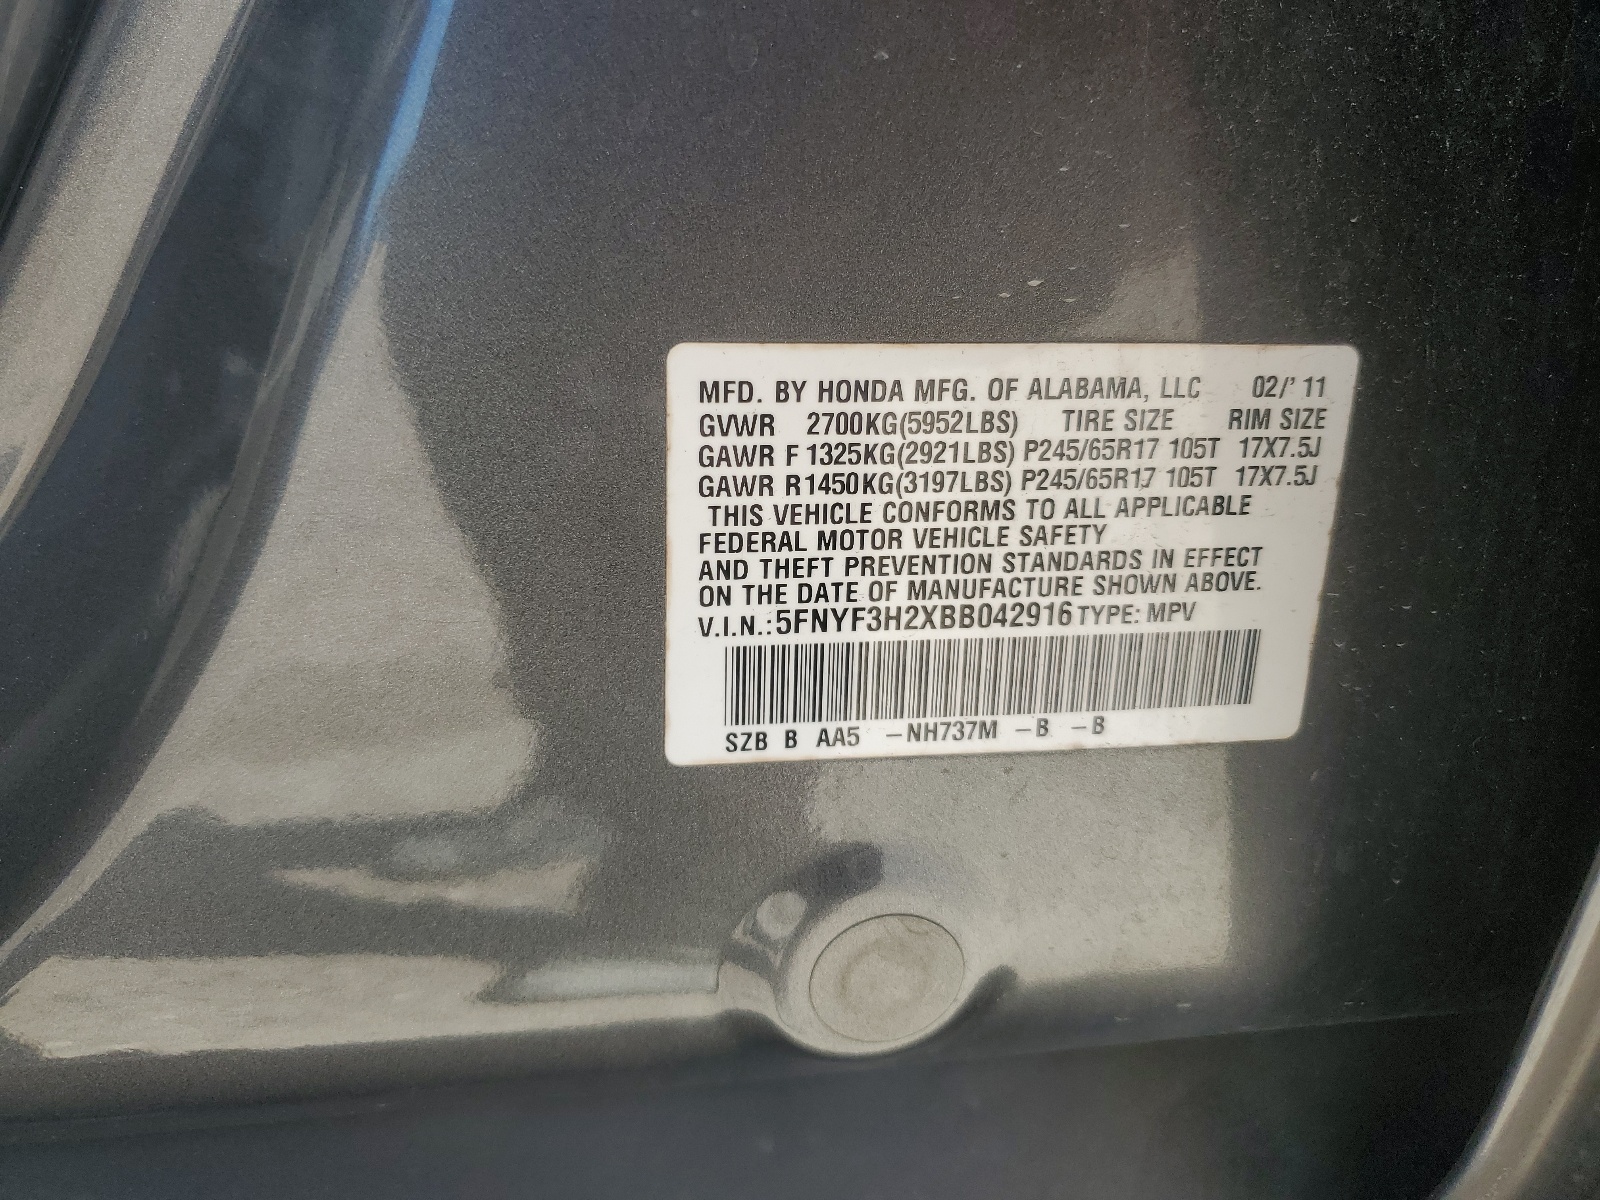 MFD. BY HONDA MFG. OF ALABAMA, LLC 02/' 11
GVWR 2700KG(5952LBS) TIRE SIZE RIM SIZE
GAWR F 1325KG(2921LBS) P245/65R17 105T 17X7.5J
GAWR R1450KG(3197LBS) P245/65R17 105T 17X7.5J
THIS VEHICLE CONFORMS TO ALL APPLICABLE
FEDERAL MOTOR VEHICLE SAFETY
AND THEFT PREVENTION STANDARDS IN EFFECT
ON THE DATE OF MANUFACTURE SHOWN ABOVE.
V.I.N.:5FNYF3H2XBB042916 TYPE: MPV
SZB B AA5 -NH737M -B -B